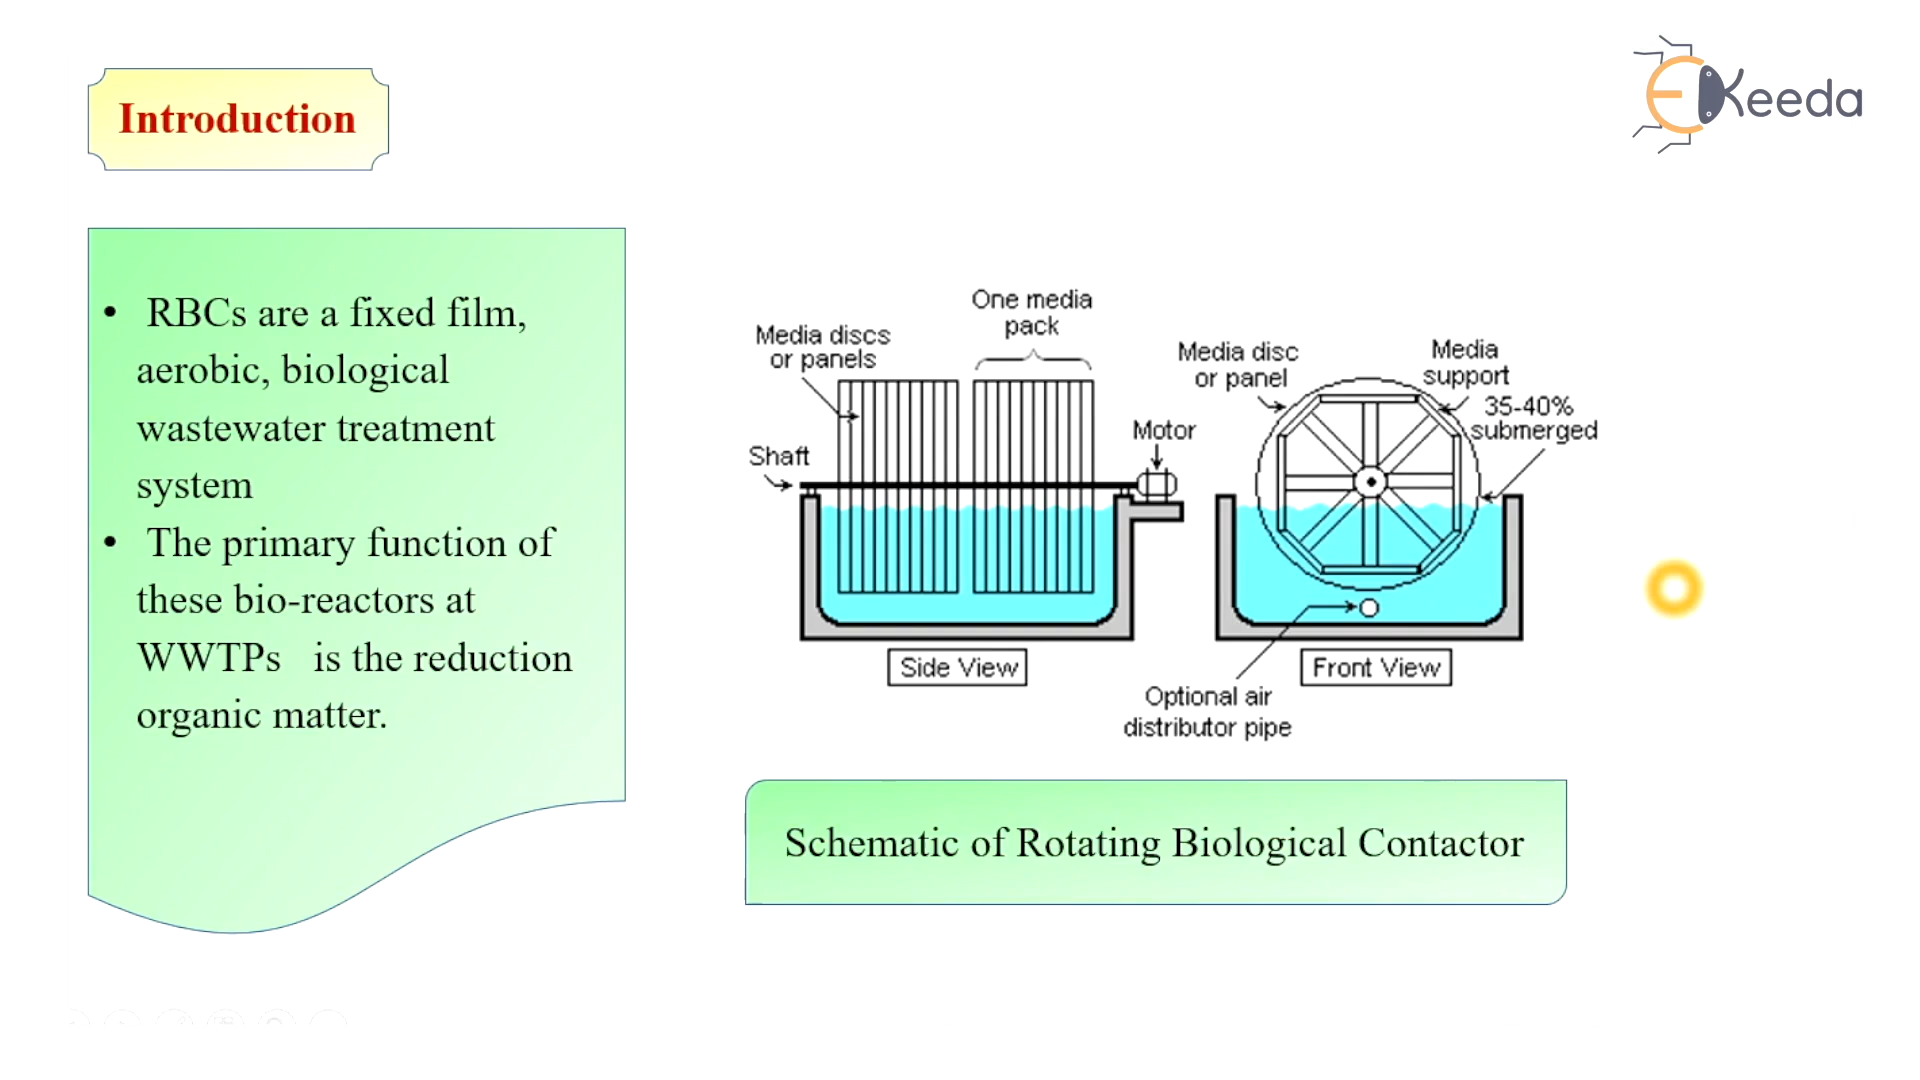 Introduction
EKeeda
• RBCs are a fixed film,
aerobic, biological
wastewater treatment
system
• The primary function of
these bio-reactors at
WWTPs is the reduction
organic matter.
One media
pack
Media discs
or panels
Shaft
Motor
Side View
Media disc
or panel
Media
support
35-40%
submerged
Front View
Optional air
distributor pipe
Schematic of Rotating Biological Contactor